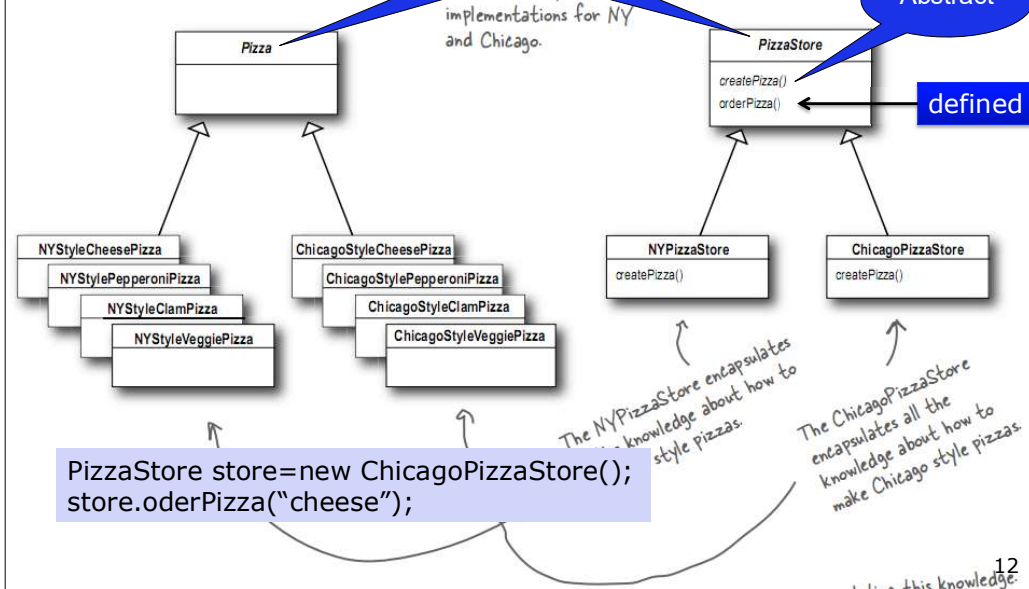 implementations for NY
and Chicago.
Abstract
Pizza
PizzaStore
createPizza()
orderPizza()
defined
NYStyleCheesePizza
NYStylePepperoniPizza
NYStyleClamPizza
NYStyleVeggiePizza
ChicagoStyleCheesePizza
ChicagoStylePepperoniPizza
ChicagoStyleClamPizza
ChicagoStyleVeggiePizza
NYPizzaStore
createPizza()
ChicagoPizzaStore
createPizza()
The NYPizzaStore encapsulates
knowledge about how to
style pizzas.
The ChicagoPizzaStore
encapsulates all the
knowledge about how to
make Chicago style pizzas.
PizzaStore store=new ChicagoPizzaStore();
store.oderPizza(“cheese”);
12
this knowledge.